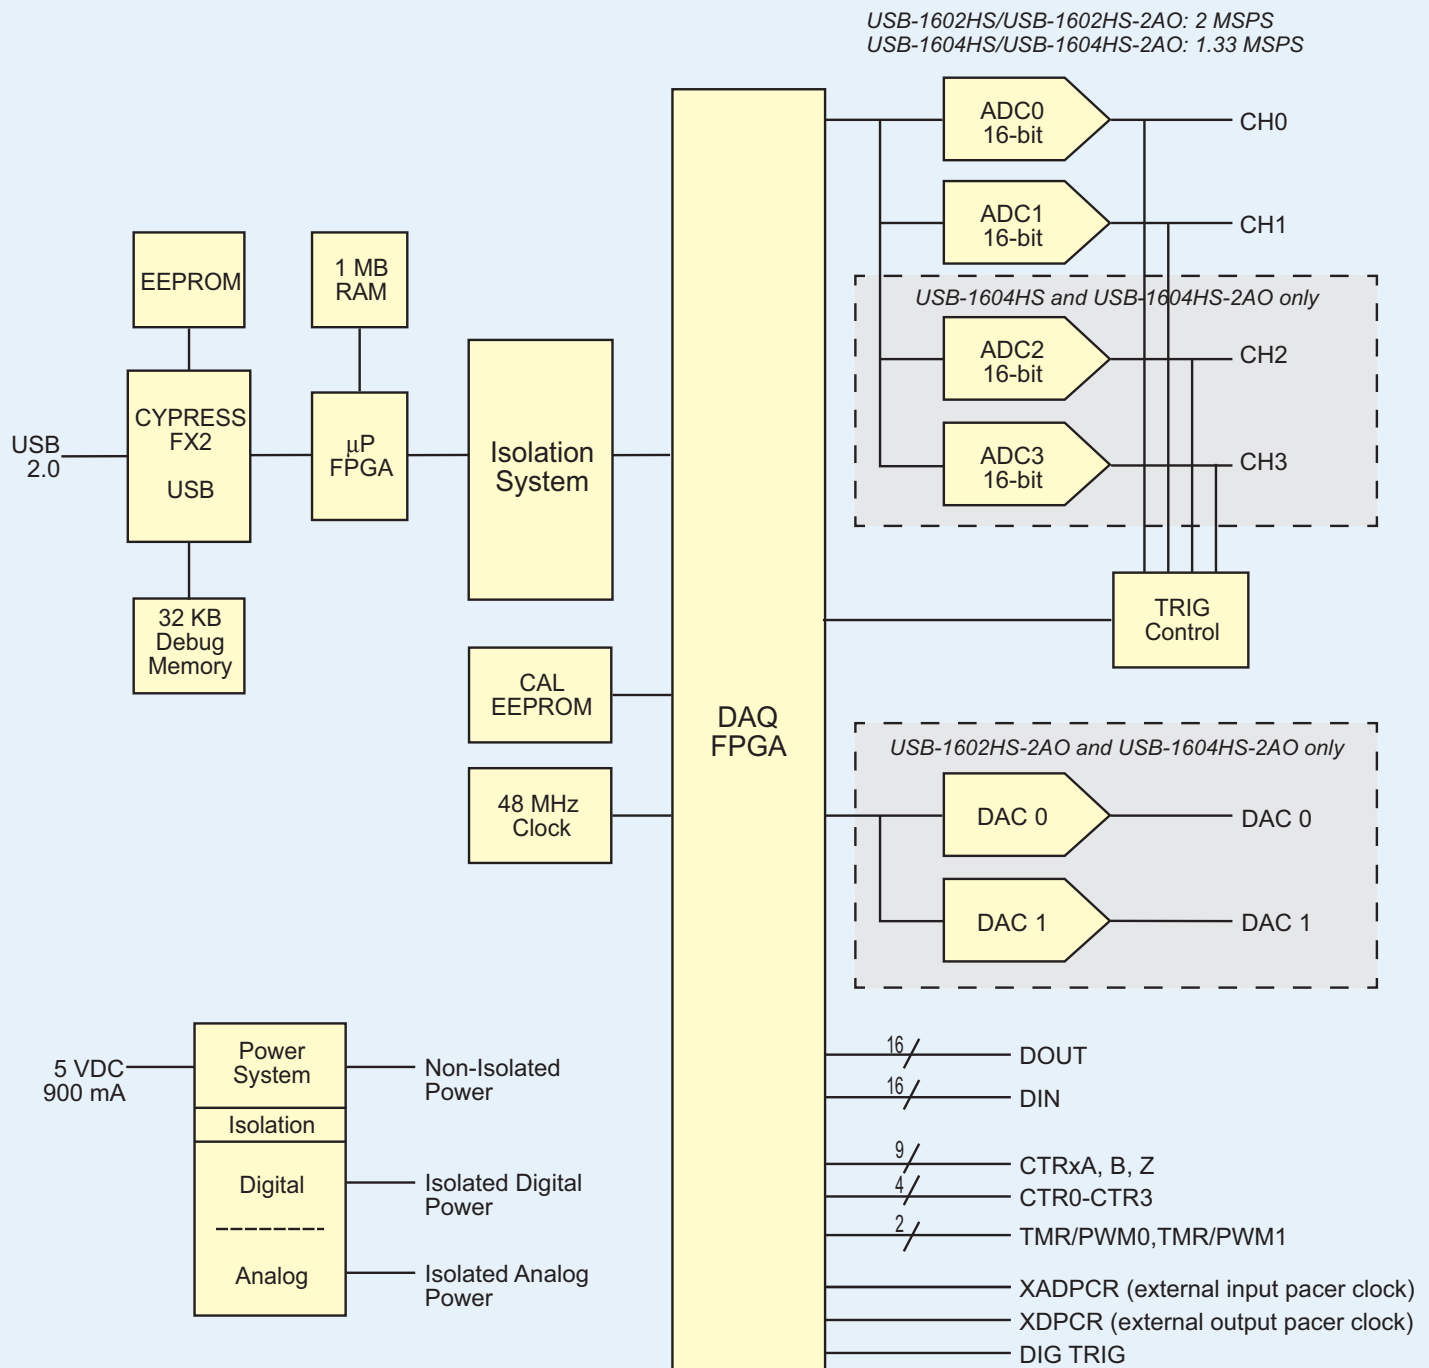 USB-1602HS/USB-1602HS-2AO: 2 MSPS
USB-1604HS/USB-1604HS-2AO: 1.33 MSPS
ADC0
16-bit
CH0
ADC1
16-bit
CH1
USB-1604HS and USB-1604HS-2AO only
ADC2
16-bit
CH2
ADC3
16-bit
CH3
TRIG
Control
EEPROM
1 MB
RAM
USB
2.0
CYPRESS
FX2
USB
µP
FPGA
Isolation
System
32 KB
Debug
Memory
CAL
EEPROM
48 MHz
Clock
DAQ
FPGA
USB-1602HS-2AO and USB-1604HS-2AO only
DAC 0
DAC 0
DAC 1
DAC 1
5 VDC
900 mA
Power
System
Non-Isolated
Power
Isolation
Digital
Isolated Digital
Power
Analog
Isolated Analog
Power
16
DOUT
16
DIN
9
CTRxA, B, Z
4
CTR0-CTR3
2
TMR/PWM0,TMR/PWM1
XADPCR (external input pacer clock)
XDPCR (external output pacer clock)
DIG TRIG